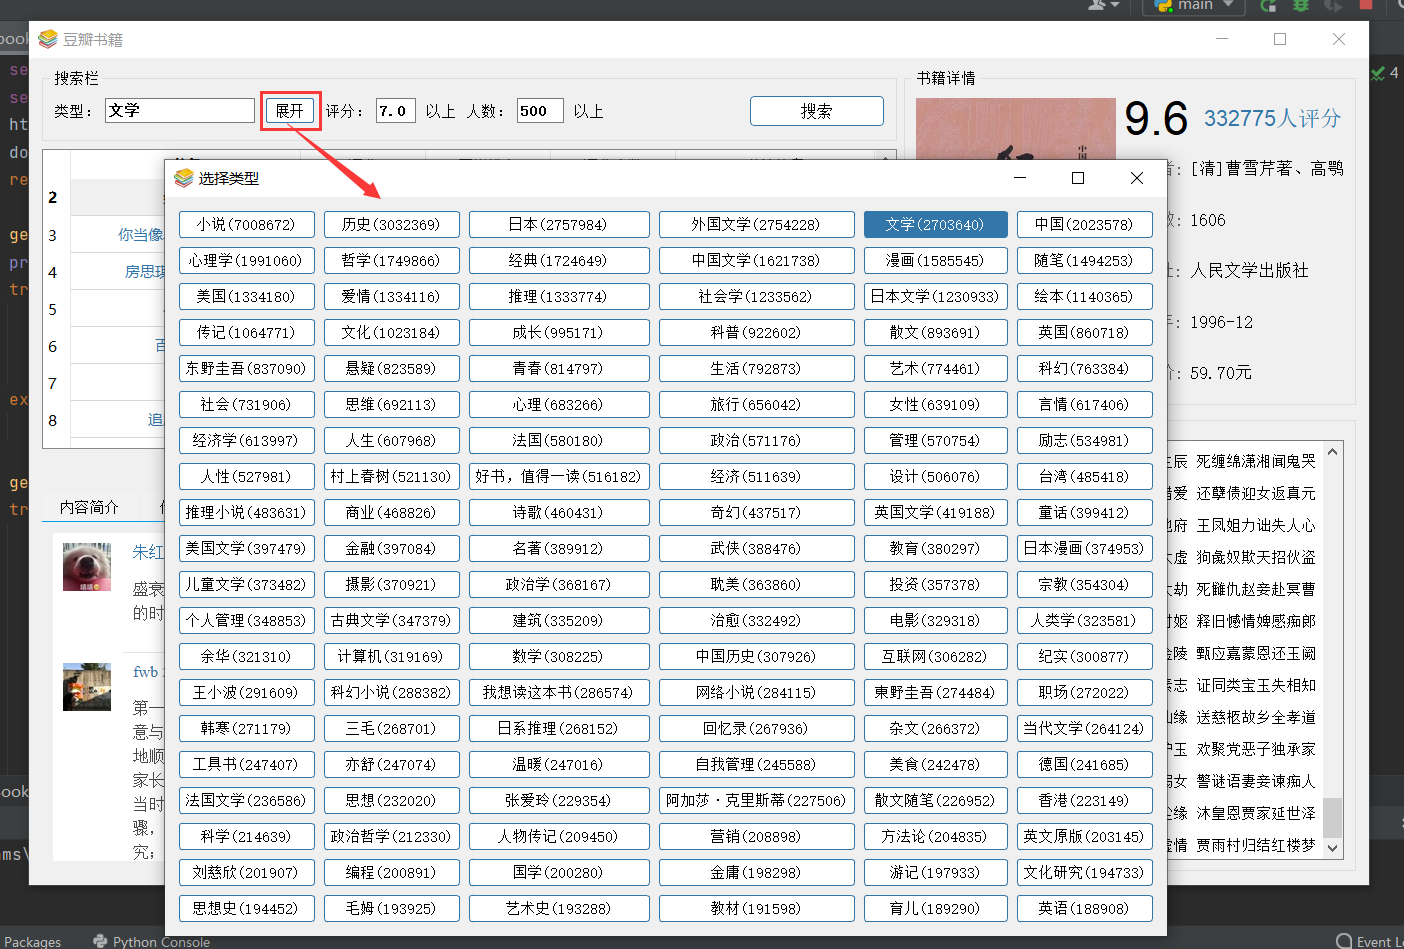 main
4
豆瓣书籍
搜索栏
类型： 文学 展开 评分： 7.0 以上 人数： 500 以上 搜索
书籍详情
9.6 332775人评分
[清]曹雪芹著、高鹗
1606
人民文学出版社
1996-12
59.70元
2
3 你当像
4 房思琪
5
6 百
7
8 追
内容简介
朱红
盛衰
的时
fwb
第一
意与
地顺
家长
当时
骤，
究；
选择类型
小说(7008672) 历史(3032369) 日本(2757984) 外国文学(2754228) 文学(2703640) 中国(2023578)
心理学(1991060) 哲学(1749866) 经典(1724649) 中国文学(1621738) 漫画(1585545) 随笔(1494253)
美国(1334180) 爱情(1334116) 推理(1333774) 社会学(1233562) 日本文学(1230933) 绘本(1140365)
传记(1064771) 文化(1023184) 成长(995171) 科普(922602) 散文(893691) 英国(860718)
东野圭吾(837090) 悬疑(823589) 青春(814797) 生活(792873) 艺术(774461) 科幻(763384)
社会(731906) 思维(692113) 心理(683266) 旅行(656042) 女性(639109) 言情(617406)
经济学(613997) 人生(607968) 法国(580180) 政治(571176) 管理(570754) 励志(534981)
人性(527981) 村上春树(521130) 好书，值得一读(516182) 经济(511639) 设计(506076) 台湾(485418)
推理小说(483631) 商业(468826) 诗歌(460431) 奇幻(437517) 英国文学(419188) 童话(399412)
美国文学(397479) 金融(397084) 名著(389912) 武侠(388476) 教育(380297) 日本漫画(374953)
儿童文学(373482) 摄影(370921) 政治学(368167) 耽美(363860) 投资(357378) 宗教(354304)
个人管理(348853) 古典文学(347379) 建筑(335209) 治愈(332492) 电影(329318) 人类学(323581)
余华(321310) 计算机(319169) 数学(308225) 中国历史(307926) 互联网(306282) 纪实(300877)
王小波(291609) 科幻小说(288382) 我想读这本书(286574) 网络小说(284115) 東野圭吾(274484) 职场(272022)
韩寒(271179) 三毛(268701) 日系推理(268152) 回忆录(267936) 杂文(266372) 当代文学(264124)
工具书(247407) 亦舒(247074) 温暖(247016) 自我管理(245588) 美食(242478) 德国(241685)
法国文学(236586) 思想(232020) 张爱玲(229354) 阿加莎·克里斯蒂(227506) 散文随笔(226952) 香港(223149)
科学(214639) 政治哲学(212330) 人物传记(209450) 营销(208898) 方法论(204835) 英文原版(203145)
刘慈欣(201907) 编程(200891) 国学(200280) 金庸(198298) 游记(197933) 文化研究(194733)
思想史(194452) 毛姆(193925) 艺术史(193288) 教材(191598) 育儿(189290) 英语(188908)
辰 死缠绵潇湘闻鬼哭
爱 还孽债迎女返真元
府 王凤姐力诎失人心
虚 狗彘奴欺天招伙盗
劫 死雠仇赵妾赴冥曹
妪 释旧憾情婢感痴郎
陵 甄应嘉蒙恩还玉阙
志 证同类宝玉失相知
缘 送慈柩故乡全孝道
玉 欢聚党恶子独承家
女 警谜语妻妾谏痴人
缘 沐皇恩贾家延世泽
情 贾雨村归结红楼梦
se
se
ht
do
re
ge
pr
tr
ex
ge
tr
ook
ms\
Packages Python Console Event L